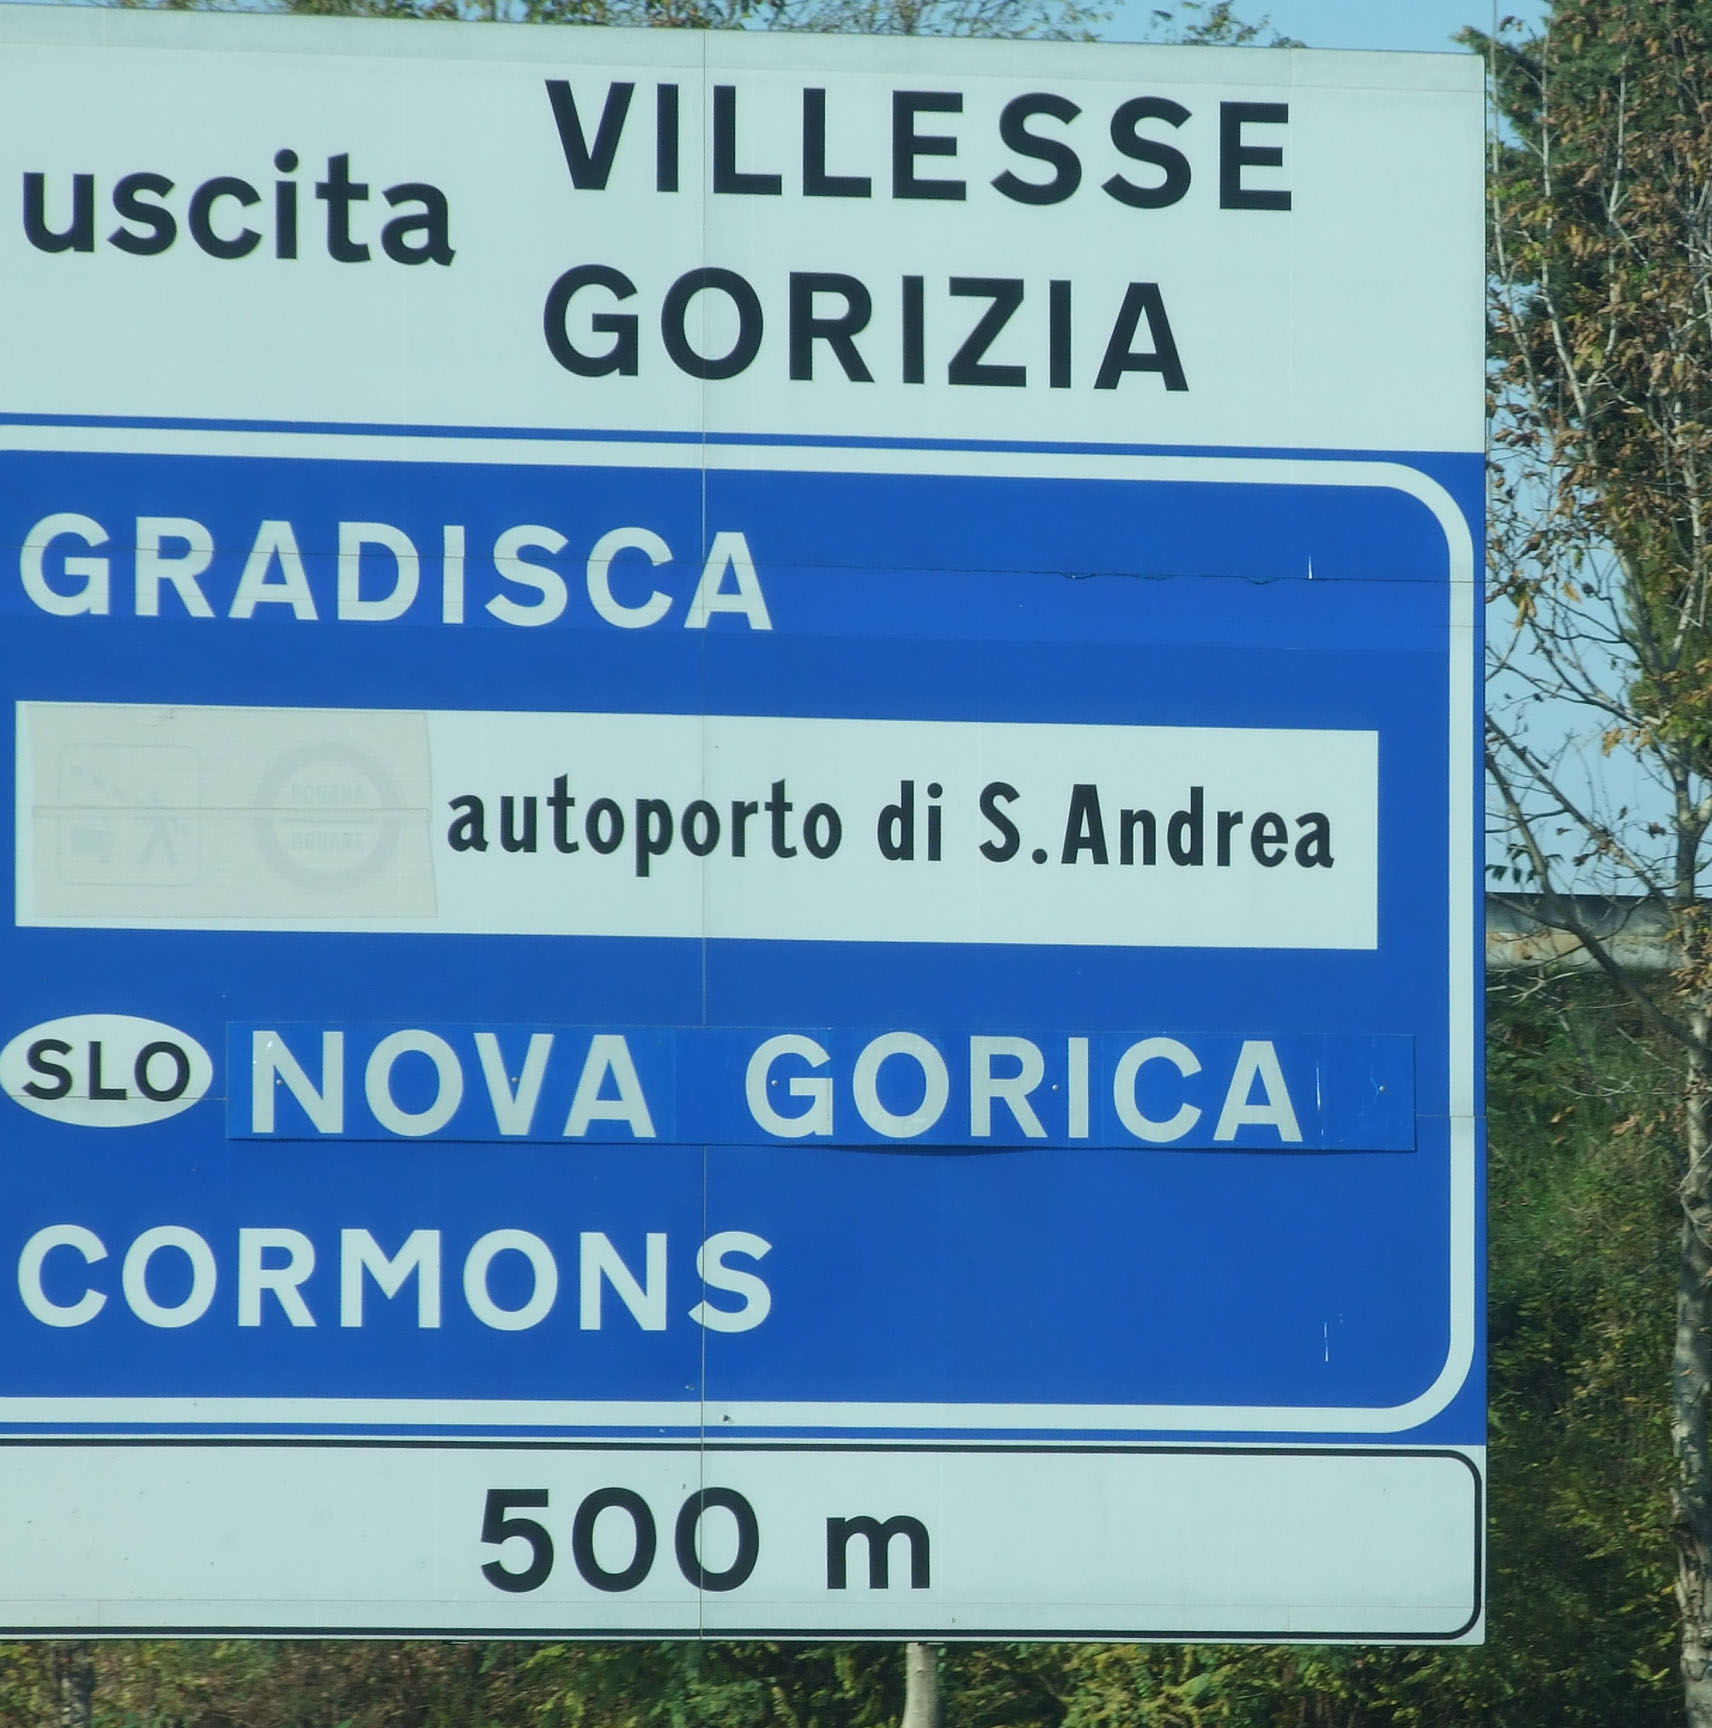 uscita VILLESSE
GORIZIA
GRADISCA
autoporto di S.Andrea
SLO NOVA GORICA
CORMONS
500 m